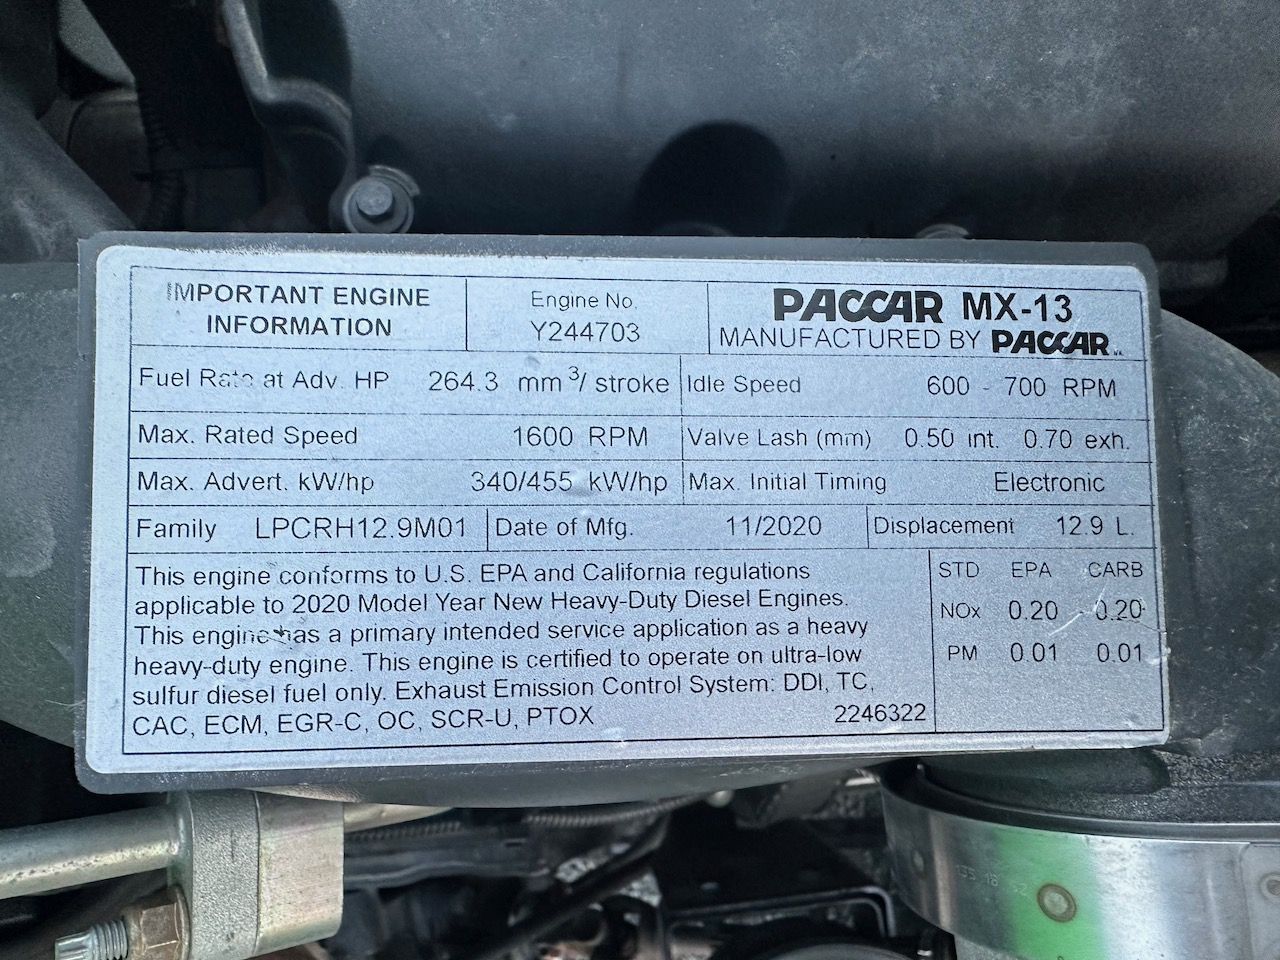 IMPORTANT ENGINE
INFORMATION
Engine No.
Y244703
PACCAR MX-13
MANUFACTURED BY PACCAR
Fuel Rate at Adv. HP 264.3 mm³/ stroke
Idle Speed 600 - 700 RPM
Max. Rated Speed 1600 RPM
Valve Lash (mm) 0.50 int. 0.70 exh.
Max. Advert. kW/hp 340/455 kW/hp
Max. Initial Timing Electronic
Family LPCRH12.9M01
Date of Mfg. 11/2020
Displacement 12.9 L.
This engine conforms to U.S. EPA and California regulations
applicable to 2020 Model Year New Heavy-Duty Diesel Engines.
This engine has a primary intended service application as a heavy
heavy-duty engine. This engine is certified to operate on ultra-low
sulfur diesel fuel only. Exhaust Emission Control System: DDI, TC,
CAC, ECM, EGR-C, OC, SCR-U, PTOX
2246322
STD EPA CARB
NOx 0.20 0.20
PM 0.01 0.01